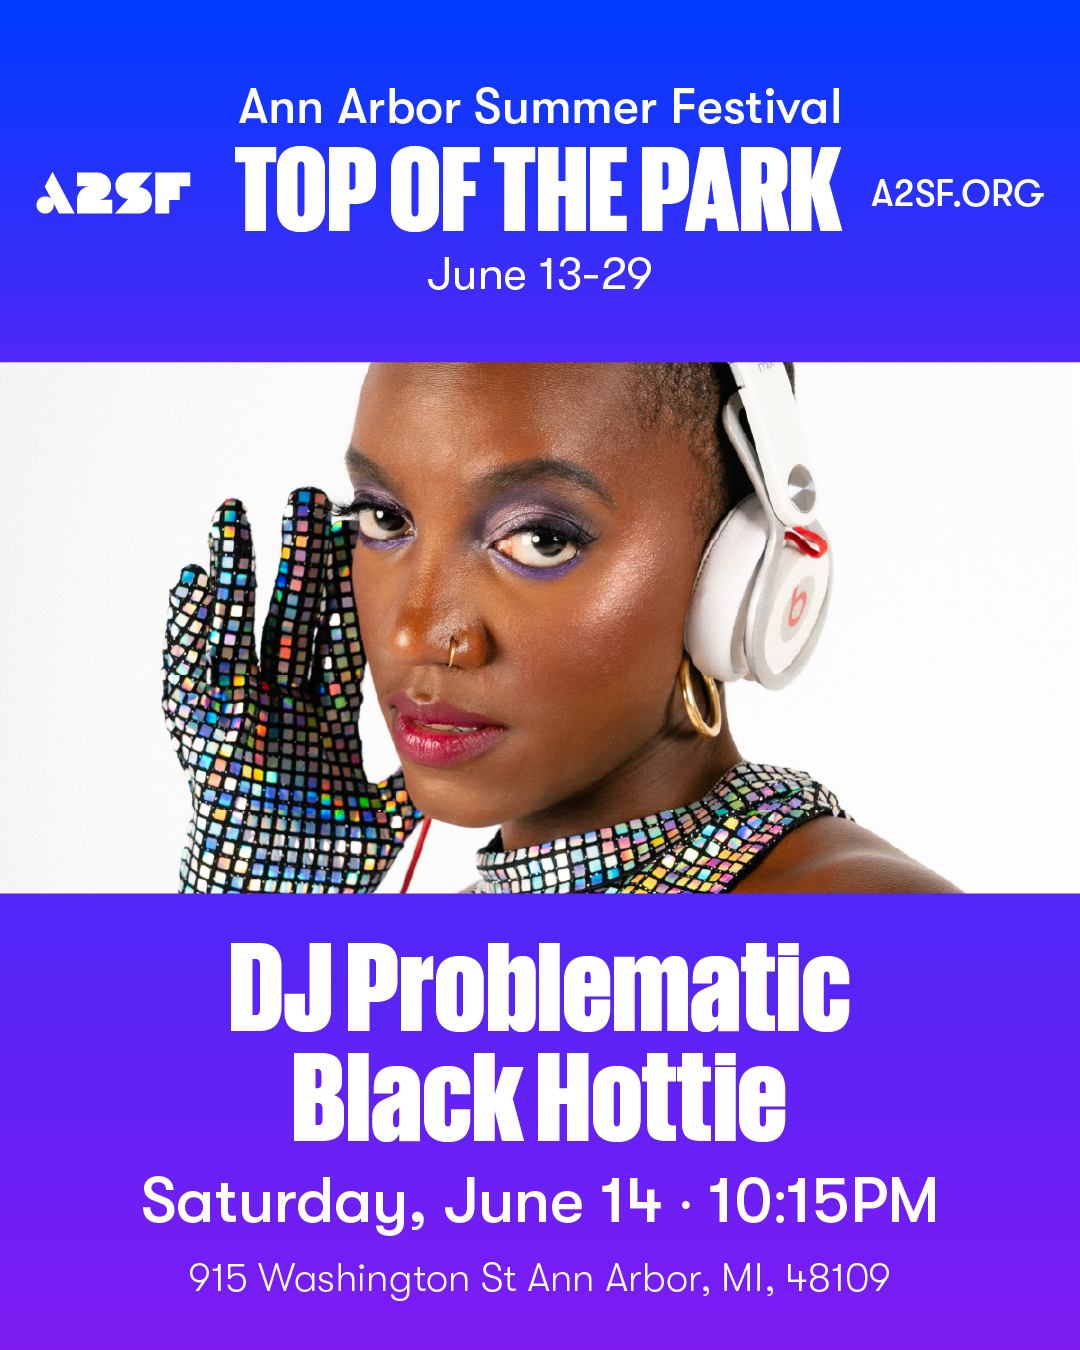 Ann Arbor Summer Festival
A2SF
TOP OF THE PARK
A2SF.ORG
June 13-29
b
DJ Problematic
Black Hottie
Saturday, June 14 · 10:15PM
915 Washington St Ann Arbor, MI, 48109